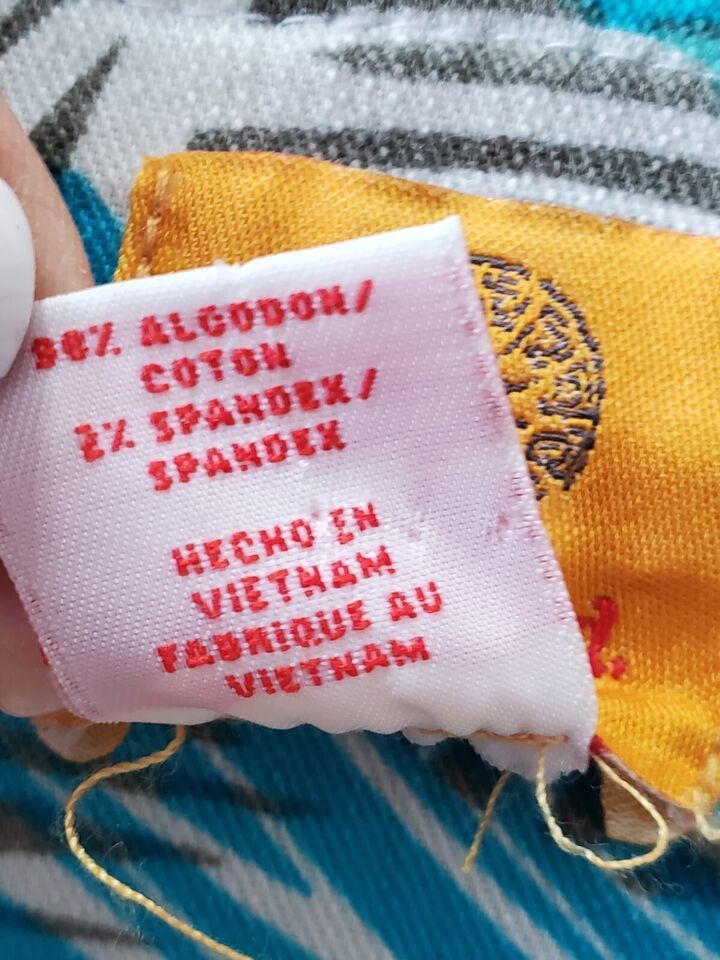 98% ALGODON/
COTON
2% SPANDEX/
SPANDEX
HECHO EN
VIETNAM
FABRIQUE AU
VIETNAM